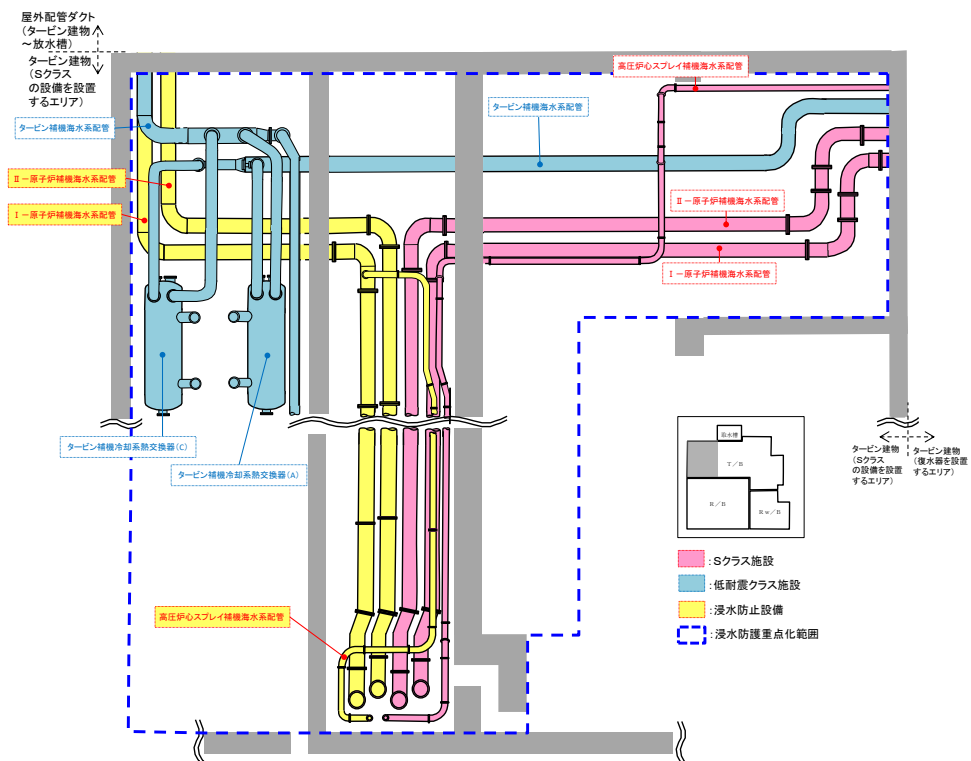 屋外配管ダクト
(タービン建物
～放水槽)
タービン建物
(Sクラス
の設備を設置
するエリア)
高圧炉心スプレイ補機海水系配管
タービン補機海水系配管
タービン補機海水系配管
Ⅱ－原子炉補機海水系配管
Ⅰ－原子炉補機海水系配管
Ⅱ－原子炉補機海水系配管
Ⅰ－原子炉補機海水系配管
タービン補機冷却系熱交換器(C)
タービン補機冷却系熱交換器(A)
タービン建物
(Sクラス
の設備を設置
するエリア)
タービン建物
(復水器を設置
するエリア)
取水槽
T／B
R／B
Rw／B
高圧炉心スプレイ補機海水系配管
：Sクラス施設
：低耐震クラス施設
：浸水防止設備
：浸水防護重点化範囲